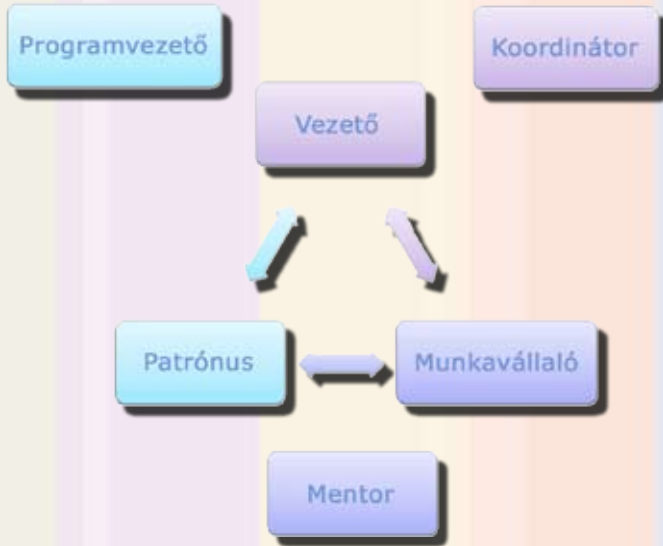 Programvezető
Koordinátor
Vezető
Patrónus
Munkavállaló
Mentor